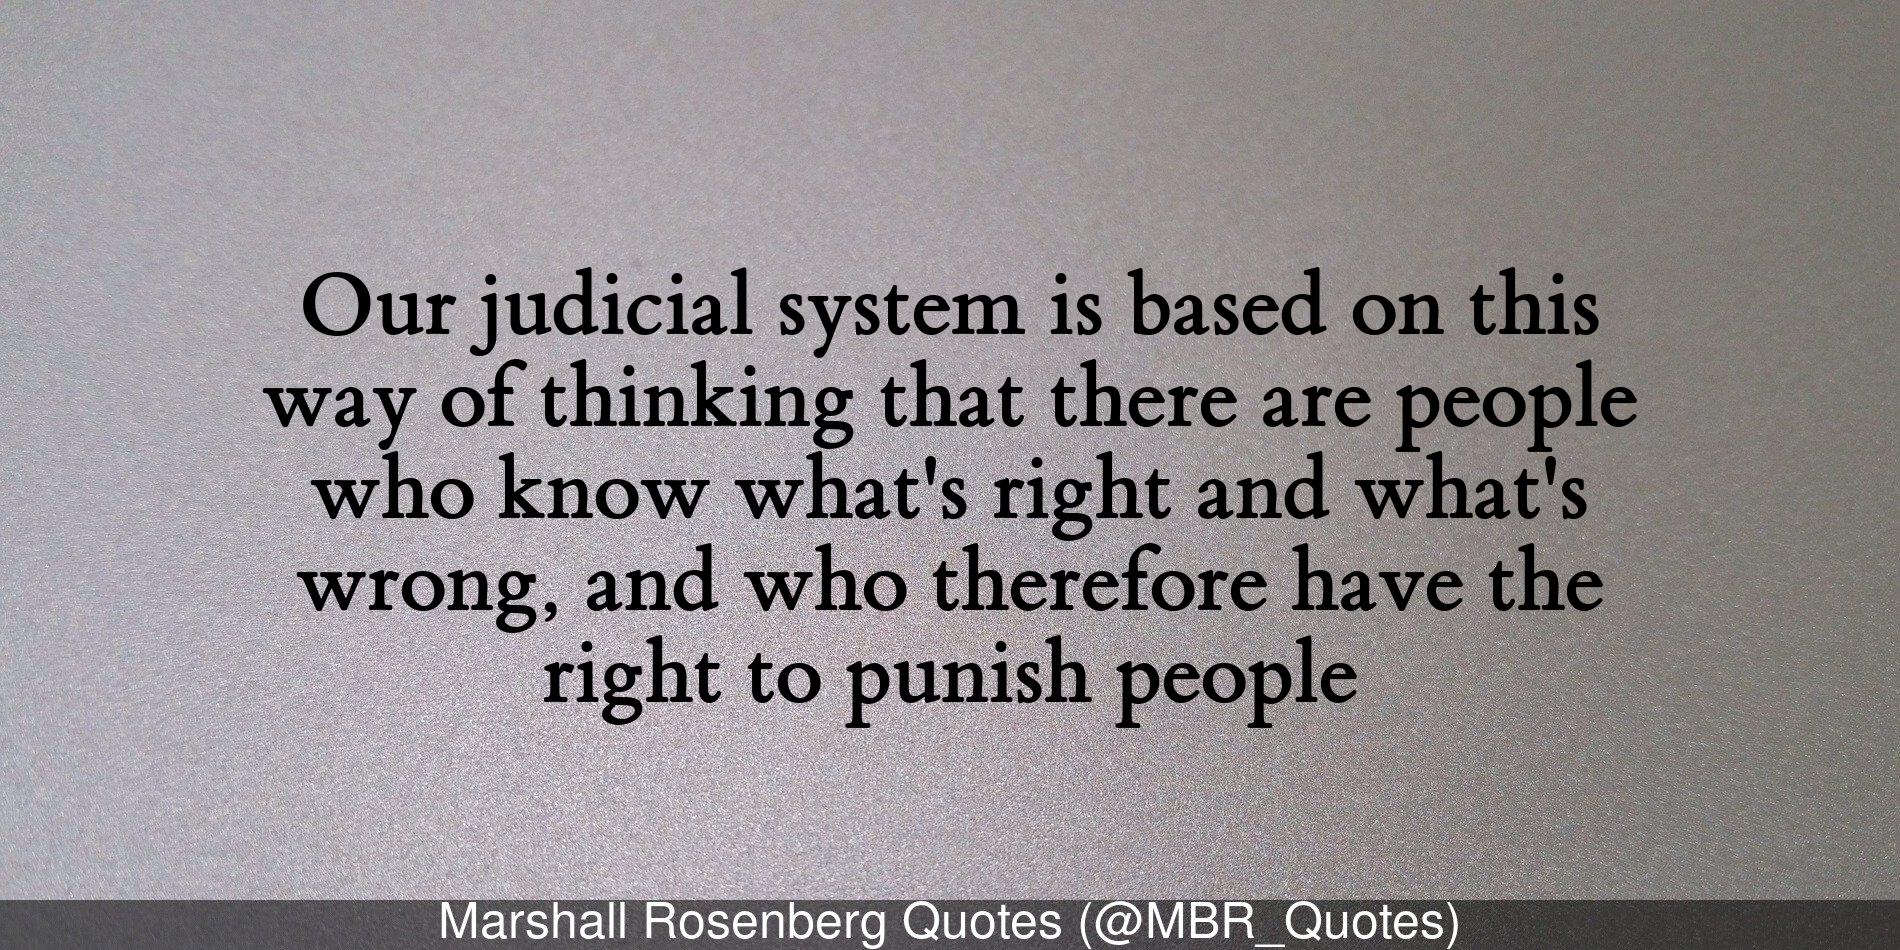 Our judicial system is based on this
way of thinking that there are people
who know what's right and what's
wrong, and who therefore have the
right to punish people
Marshall Rosenberg Quotes (@MBR_Quotes)